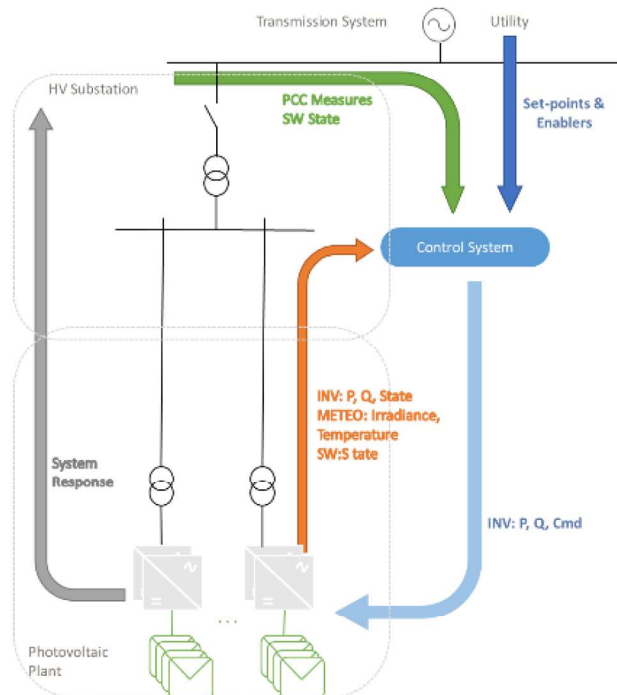 Transmission System
Utility
HV Substation
PCC Measures
SW State
Set-points &
Enablers
Control System
INV: P, Q, State
METEO: Irradiance,
Temperature
SW:S tate
System
Response
INV: P, Q, Cmd
...
Photovoltaic
Plant